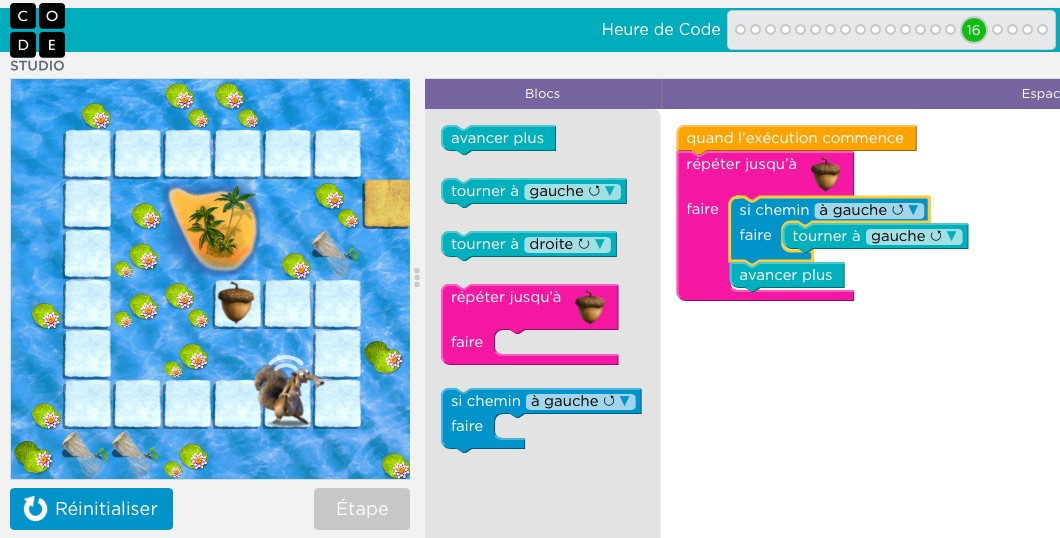 C O
D E
STUDIO
Heure de Code
16
Blocs
Espac
avancer plus
tourner à gauche
tourner à droite
répéter jusqu'à
faire
si chemin à gauche
faire
quand l'exécution commence
répéter jusqu'à
faire
si chemin à gauche
faire tourner à gauche
avancer plus
Réinitialiser
Étape